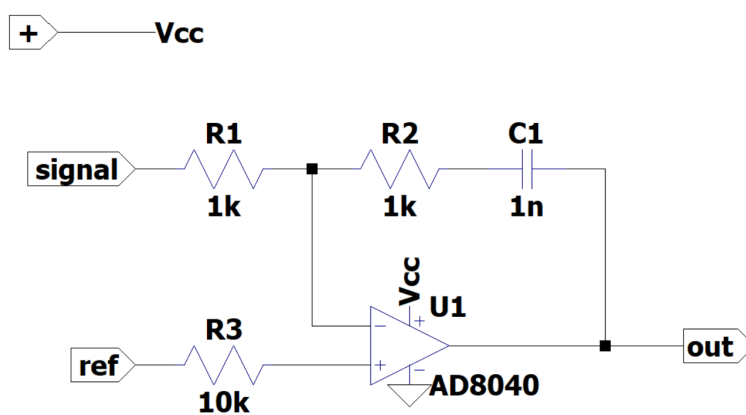 +
Vcc
R1
R2
C1
signal
1k
1k
1n
Vcc
U1
+
R3
−
ref
+
out
−
AD8040
10k